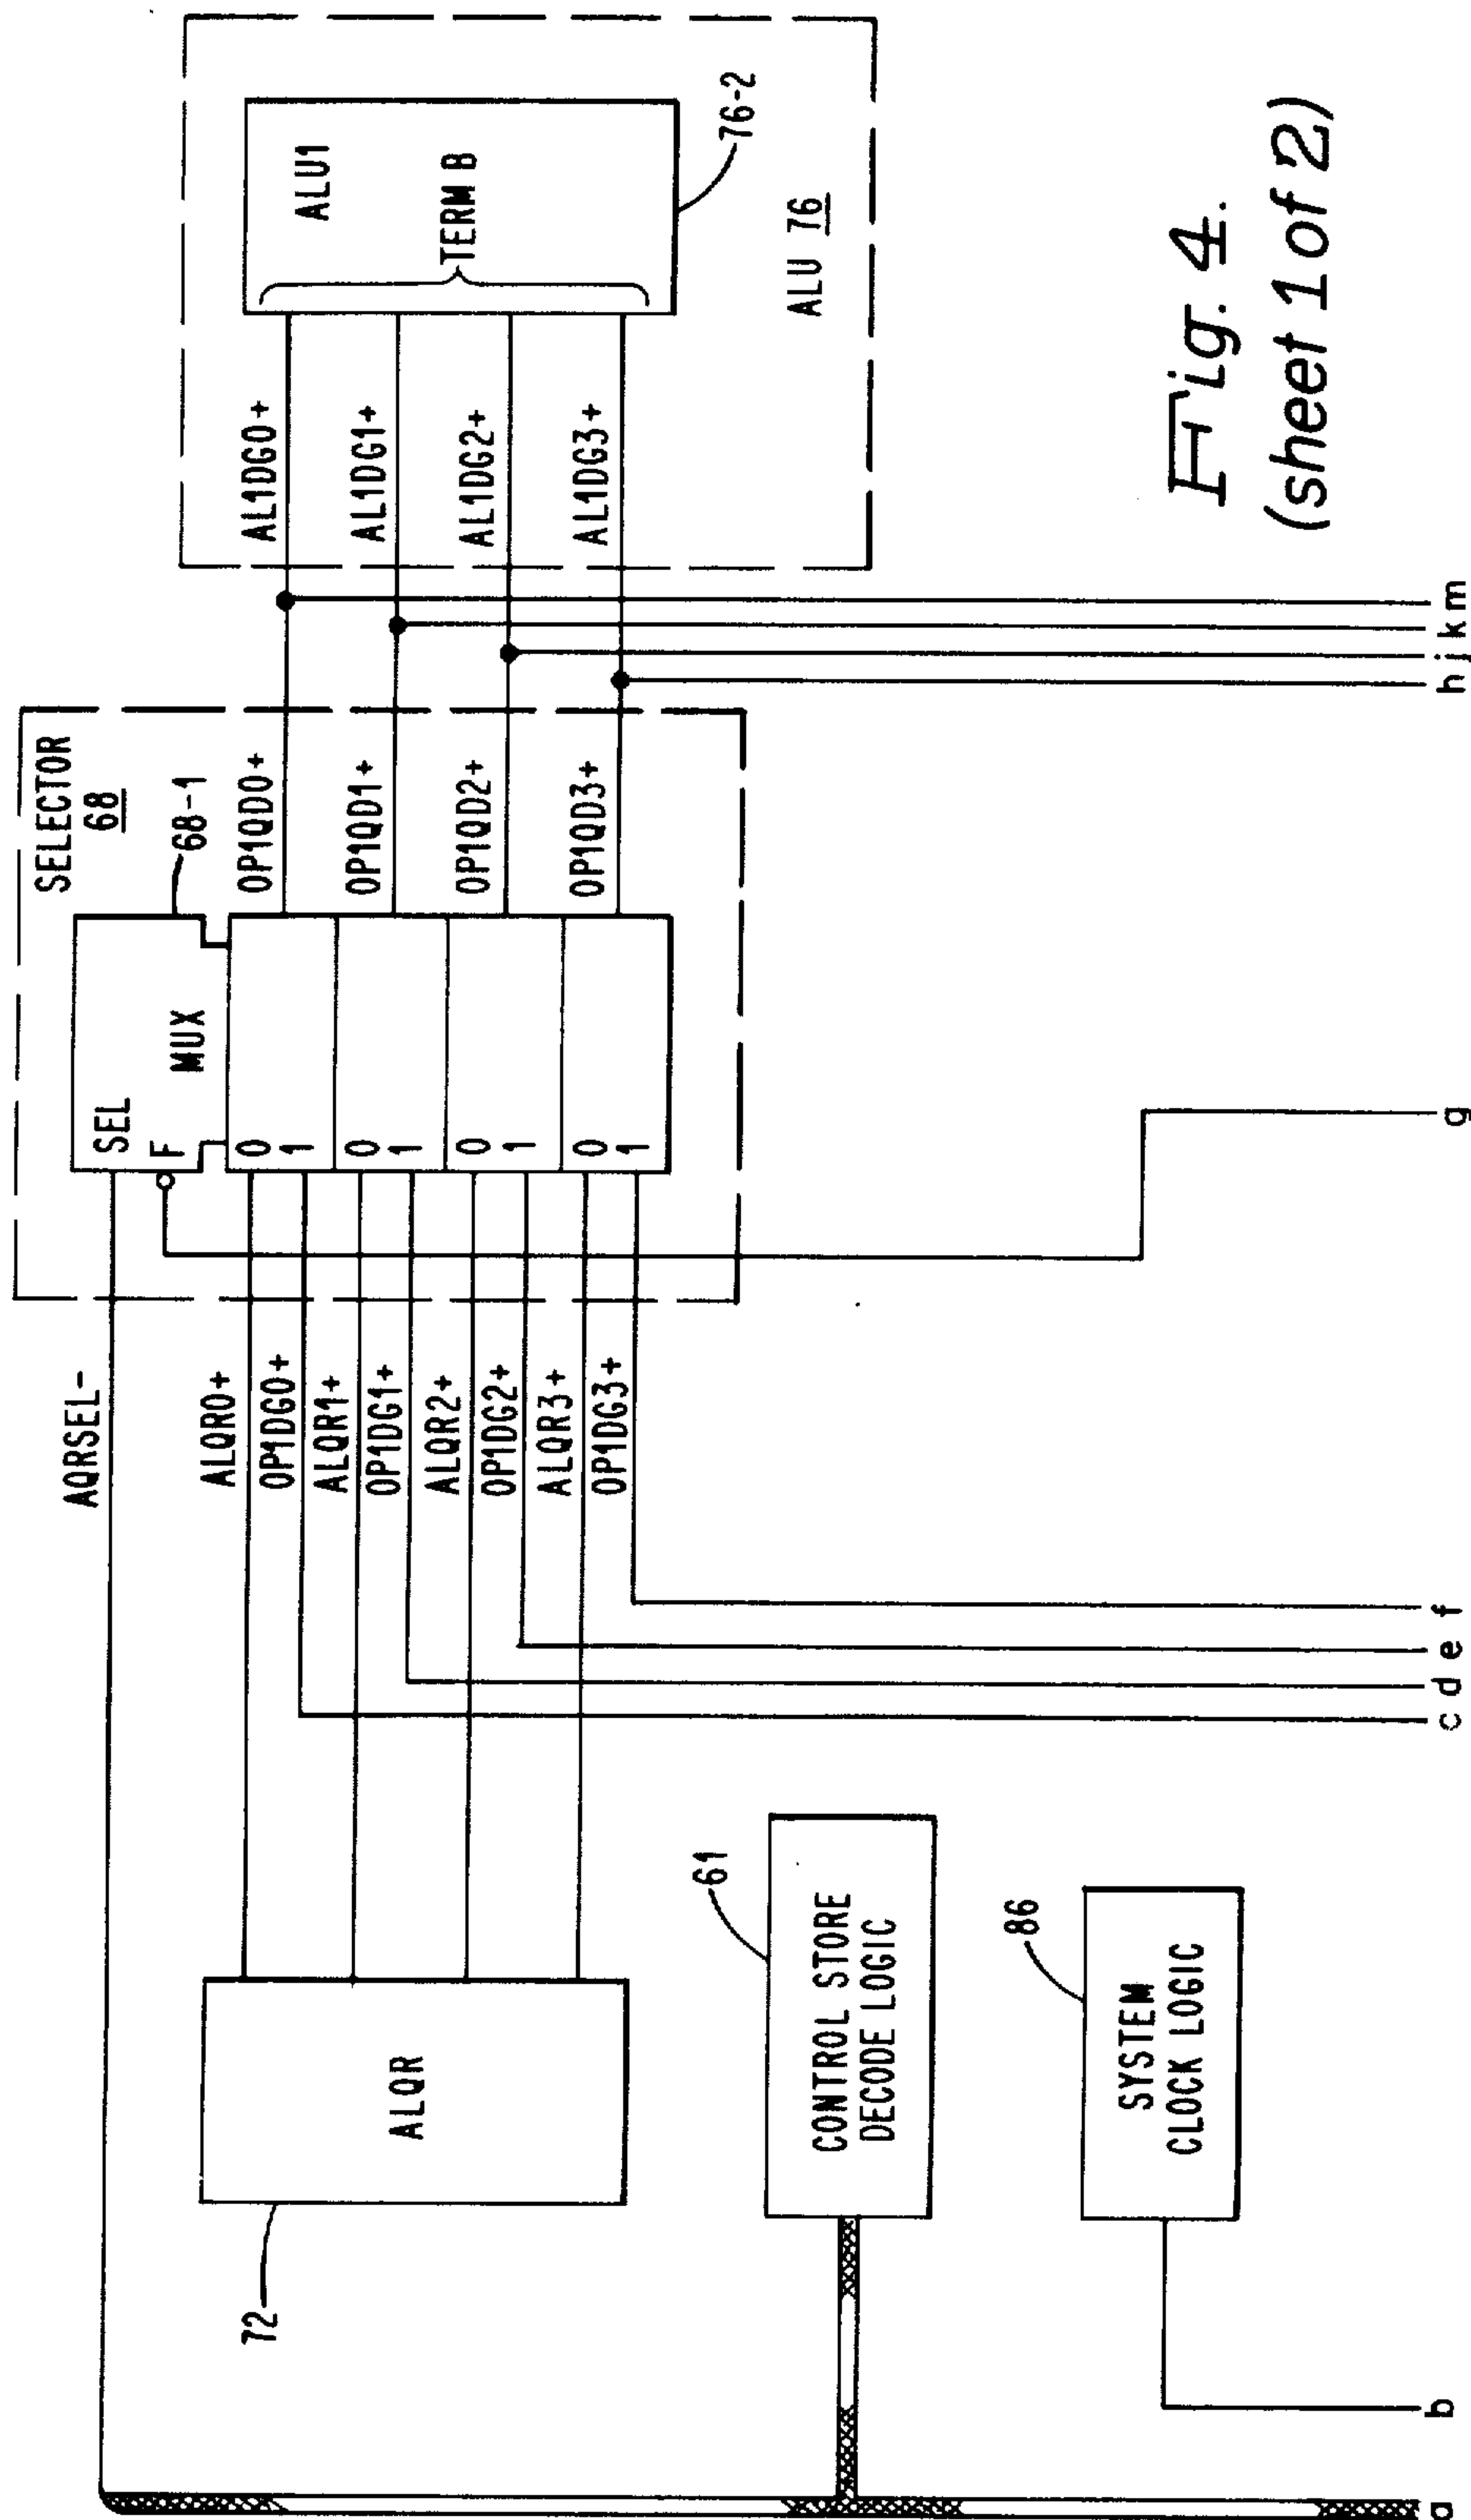 SELECTOR
68
68-1
SEL
F
MUX
0
1
0
1
0
1
0
1
AQRSEL-
ALQR0+
OP1DG0+
ALQR1+
OP1DG1+
ALQR2+
OP1DG2+
ALQR3+
OP1DG3+
OP1QD0+
OP1QD1+
OP1QD2+
OP1QD3+
AL1DG0+
AL1DG1+
AL1DG2+
AL1DG3+
ALU1
TERM B
76-2
ALU 76
ALQR
72
CONTROL STORE
DECODE LOGIC
61
SYSTEM
CLOCK LOGIC
86
a
b
c
d
e
f
g
h
j
k
m
Fig. 4.
(sheet 1 of 2)